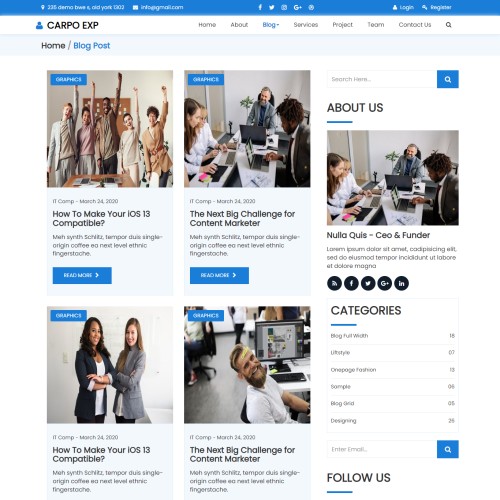 235 demo bwe s, old york 1302 info@gmail.com Login Register
CARPO EXP Home About Blog Services Project Team Contact Us
Home / Blog Post
GRAPHICS
IT Comp - March 24, 2020
How To Make Your iOS 13
Compatible?
Meh synth Schlitz, tempor duis single-
origin coffee ea next level ethnic
fingerstache.
READ MORE
GRAPHICS
IT Comp - March 24, 2020
The Next Big Challenge for
Content Marketer
Meh synth Schlitz, tempor duis single-
origin coffee ea next level ethnic
fingerstache.
READ MORE
GRAPHICS
IT Comp - March 24, 2020
How To Make Your iOS 13
Compatible?
Meh synth Schlitz, tempor duis single-
origin coffee ea next level ethnic
fingerstache.
GRAPHICS
IT Comp - March 24, 2020
The Next Big Challenge for
Content Marketer
Meh synth Schlitz, tempor duis single-
origin coffee ea next level ethnic
fingerstache.
Search Here...
ABOUT US
Nulla Quis - Ceo & Funder
Lorem ipsum dolor sit amet, cadipisicing elit,
sed do eiusmod tempor incididunt ut labore
et dolore magna
CATEGORIES
Blog Full Width 18
Liftstyle 07
Onepage Fashion 13
Sample 06
Blog Grid 05
Designing 25
Enter Email...
FOLLOW US